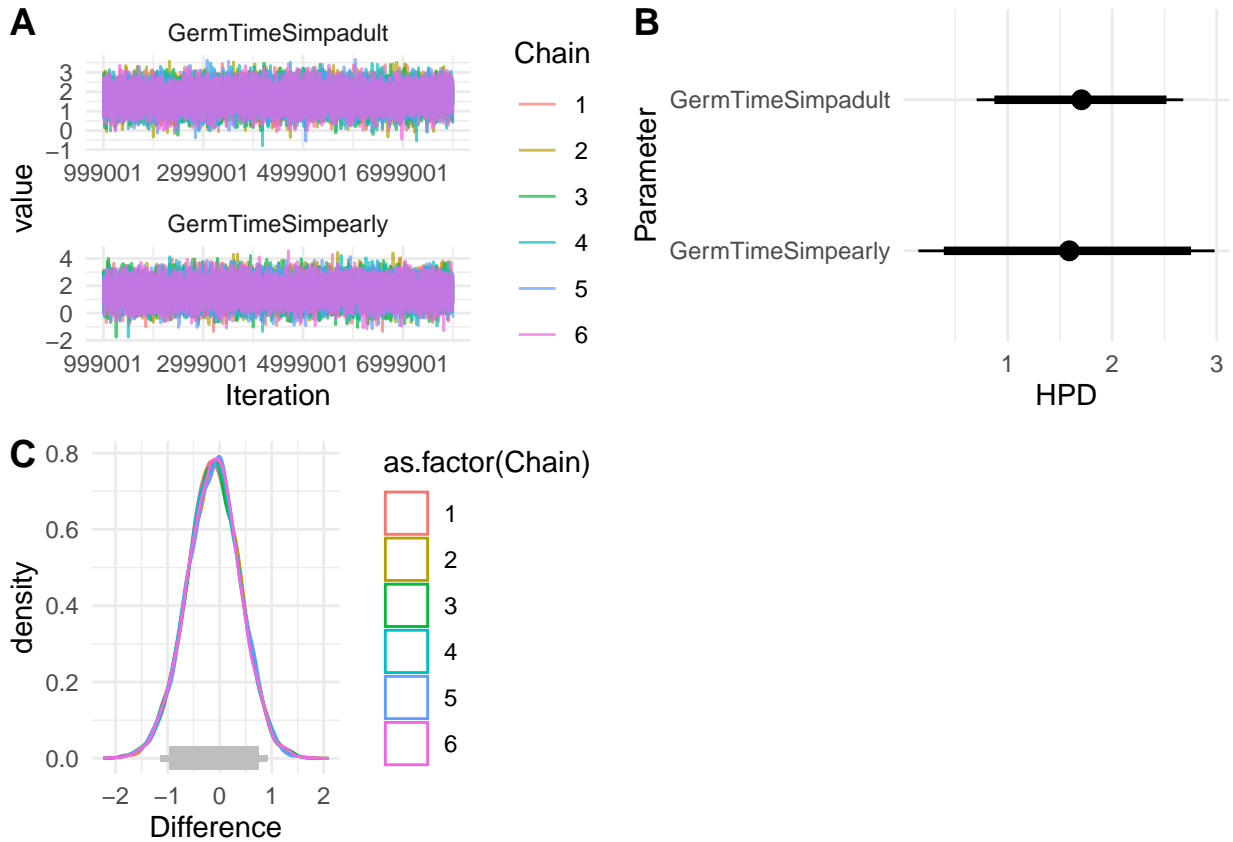 A
GermTimeSimpadult
3
2
1
0
−1
999001 2999001 4999001 6999001
GermTimeSimpearly
4
2
0
−2
999001 2999001 4999001 6999001
value
Iteration
Chain
1
2
3
4
5
6
B
GermTimeSimpadult
GermTimeSimpearly
Parameter
1 2 3
HPD
C
0.8
0.6
0.4
0.2
0.0
density
−2 −1 0 1 2
Difference
as.factor(Chain)
1
2
3
4
5
6